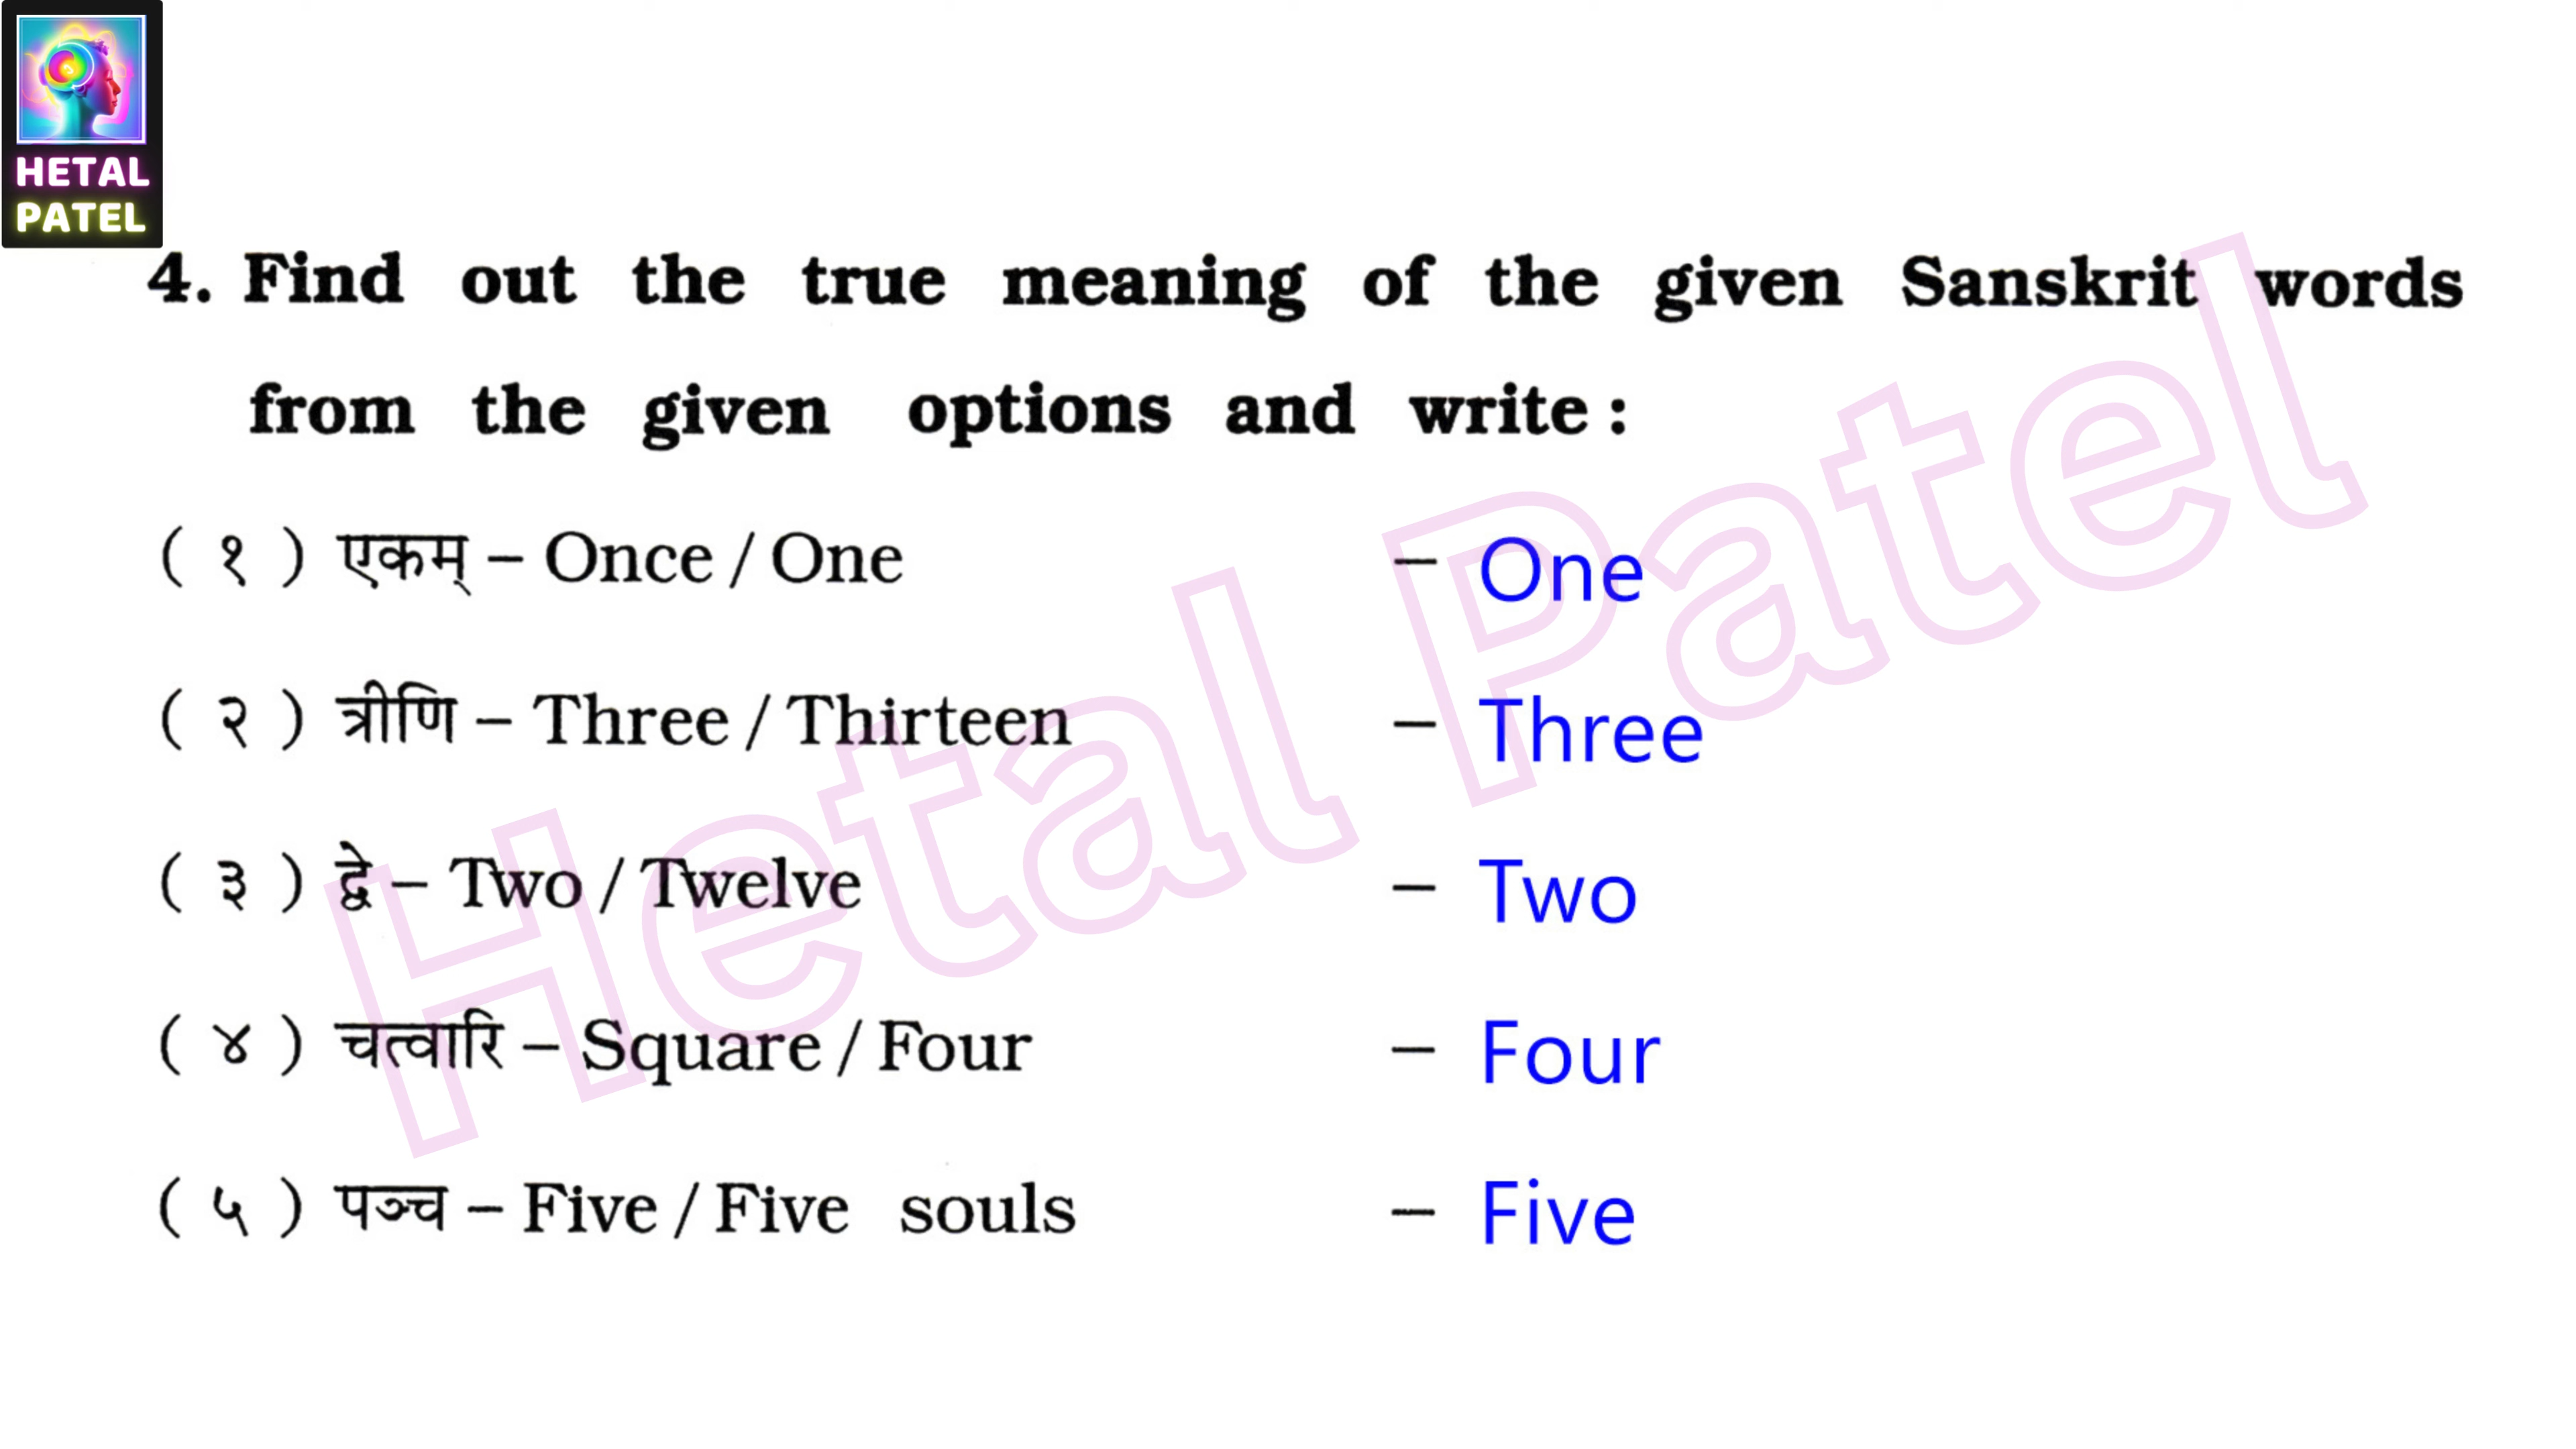 HETAL
PATEL
4. Find out the true meaning of the given Sanskrit words
from the given options and write :
( १ ) एकम् – Once / One – One
( २ ) त्रीणि – Three / Thirteen – Three
( ३ ) द्वे – Two / Twelve – Two
( ४ ) चत्वारि – Square / Four – Four
( ५ ) पञ्च – Five / Five souls – Five
Hetal Patel